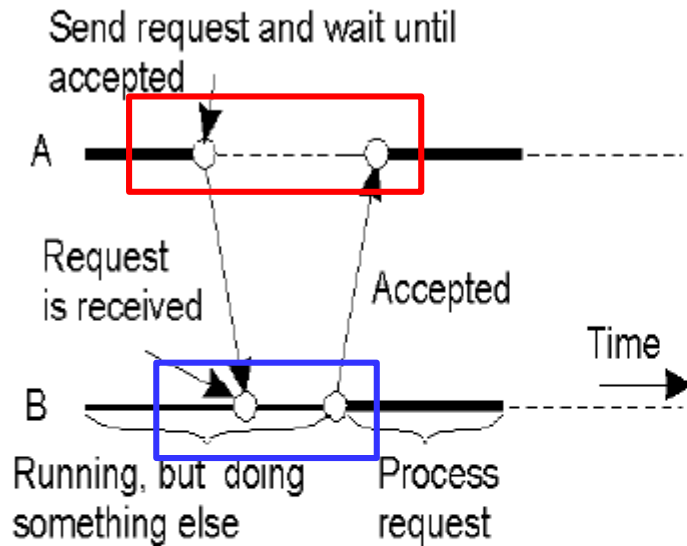 Send request and wait until
accepted
A
Request
is received
Accepted
Time
B
Running, but doing
something else
Process
request